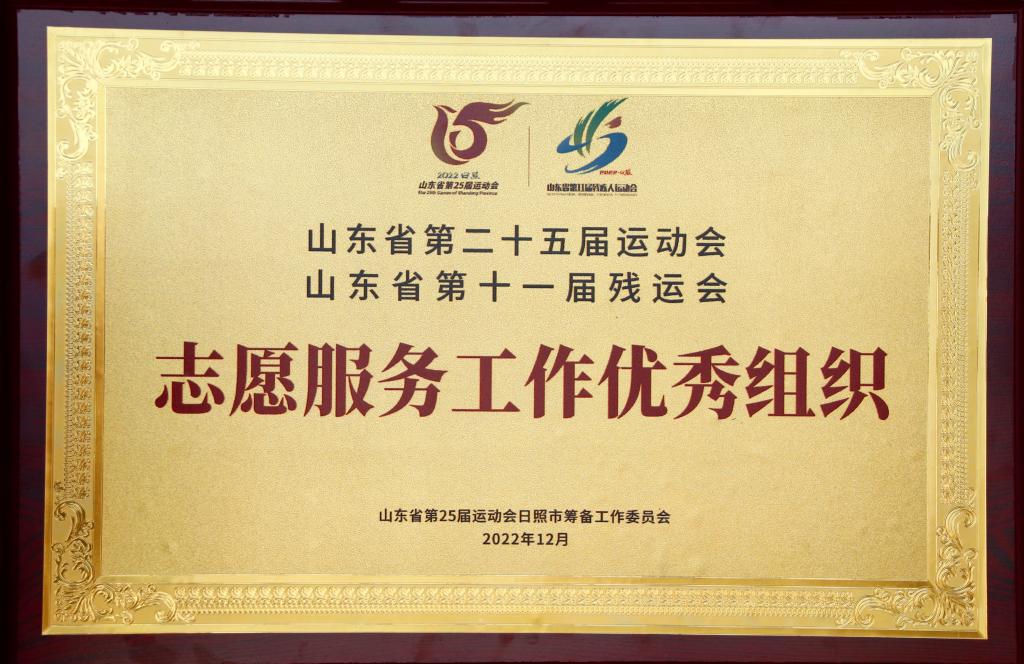 2022 日照
山东省第25届运动会
The 25th Games of Shandong Province
2022·日照
山东省第11届残疾人运动会
山东省第二十五届运动会
山东省第十一届残运会
志愿服务工作优秀组织
山东省第25届运动会日照市筹备工作委员会
2022年12月